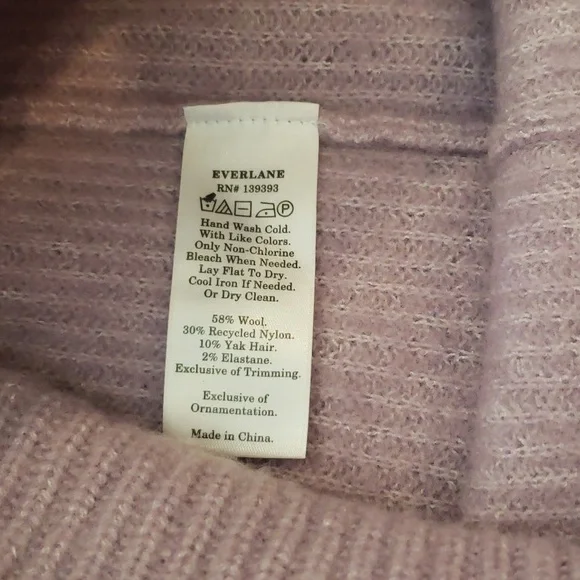 EVERLANE
RN# 139393
Hand Wash Cold.
With Like Colors.
Only Non-Chlorine
Bleach When Needed.
Lay Flat To Dry.
Cool Iron If Needed.
Or Dry Clean.
58% Wool.
30% Recycled Nylon.
10% Yak Hair.
2% Elastane.
Exclusive of Trimming.
Exclusive of
Ornamentation.
Made in China.